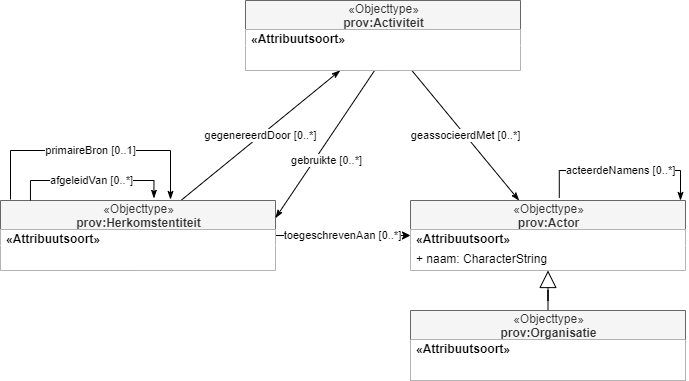 «Objecttype»
prov:Activiteit
«Attribuutsoort»
gegenereerdDoor [0..*]
geassocieerdMet [0..*]
primaireBron [0..1]
gebruikte [0..*]
acteerdeNamens [0..*]
afgeleidVan [0..*]
«Objecttype»
prov:Herkomstentiteit
«Attribuutsoort»
toegeschrevenAan [0..*]
«Objecttype»
prov:Actor
«Attribuutsoort»
+ naam: CharacterString
«Objecttype»
prov:Organisatie
«Attribuutsoort»